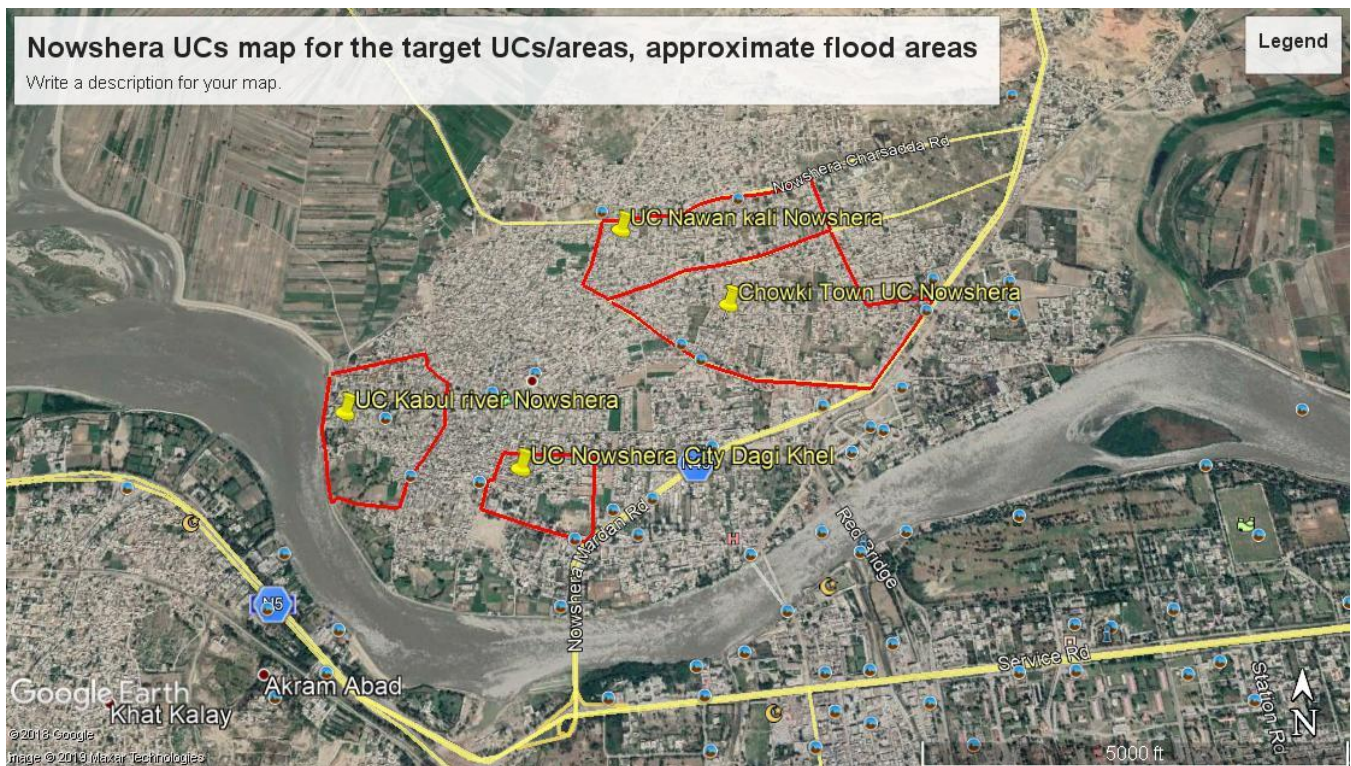 Nowshera UCs map for the target UCs/areas, approximate flood areas
Write a description for your map.
Legend
Nowshera Charsadda Rd
UC Nawan kali Nowshera
Chowki Town UC Nowshera
UC Kabul river Nowshera
UC Nowshera City Dagi Khel
Nowshera Mardan Rd
Red Bridge
H
N5
Service Rd
Station Rd
Akram Abad
Khat Kalay
Google Earth
© 2018 Google
Image © 2019 Maxar Technologies
5000 ft
N